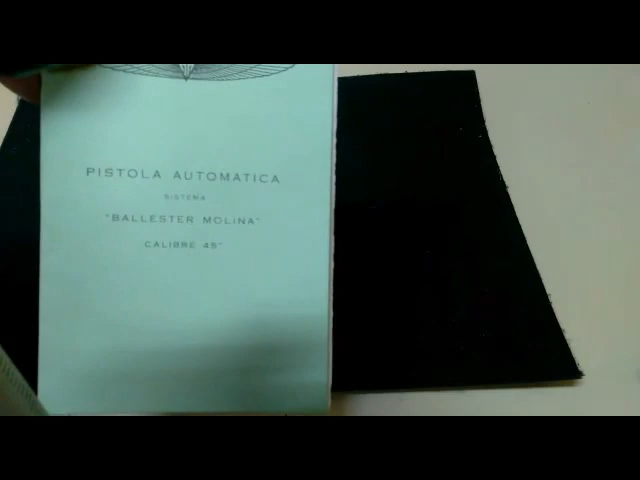 PISTOLA AUTOMATICA
SISTEMA
"BALLESTER MOLINA"
CALIBRE 45"